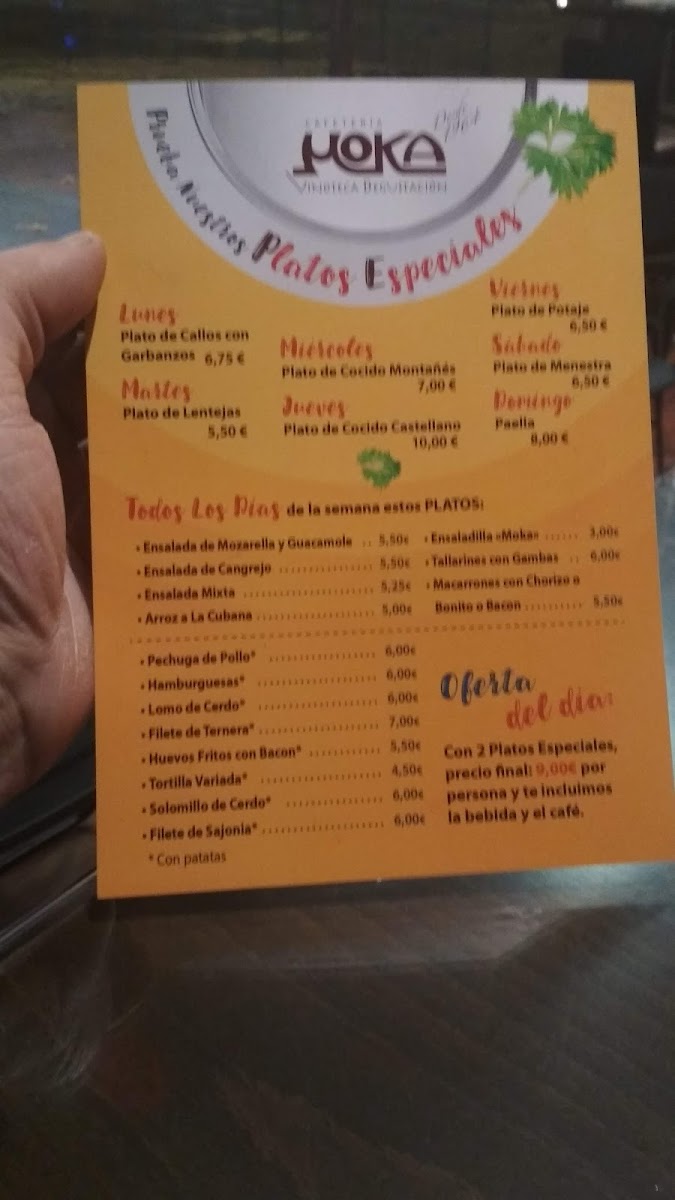 CAFETERÍA
MOKA
VINOTECA DEGUSTACIÓN
Prueba Nuestros Platos Especiales
Lunes
Plato de Callos con
Garbanzos 6,75 €
Martes
Plato de Lentejas
5,50 €
Miércoles
Plato de Cocido Montañés
7,00 €
Jueves
Plato de Cocido Castellano
10,00 €
Viernes
Plato de Potaje
6,50 €
Sábado
Plato de Menestra
6,50 €
Domingo
Paella
8,00 €
Todos Los Días de la semana estos PLATOS:
• Ensalada de Mozarella y Guacamole .. 5,50€
• Ensalada de Cangrejo ................ 5,50€
• Ensalada Mixta ...................... 5,25€
• Arroz a La Cubana ................... 5,00€
• Ensaladilla «Moka» ...... 3,00€
• Tallarines con Gambas .. 6,00€
• Macarrones con Chorizo o
Bonito o Bacon .......... 5,50€
• Pechuga de Pollo* .................. 6,00€
• Hamburguesas* .................... 6,00€
• Lomo de Cerdo* .................... 6,00€
• Filete de Ternera* .................... 7,00€
• Huevos Fritos con Bacon* ............ 5,50€
• Tortilla Variada* .................... 4,50€
• Solomillo de Cerdo* ................ 6,00€
• Filete de Sajonia* .................... 6,00€
* Con patatas
Oferta
del día:
Con 2 Platos Especiales,
precio final: 9,00€ por
persona y te incluimos
la bebida y el café.